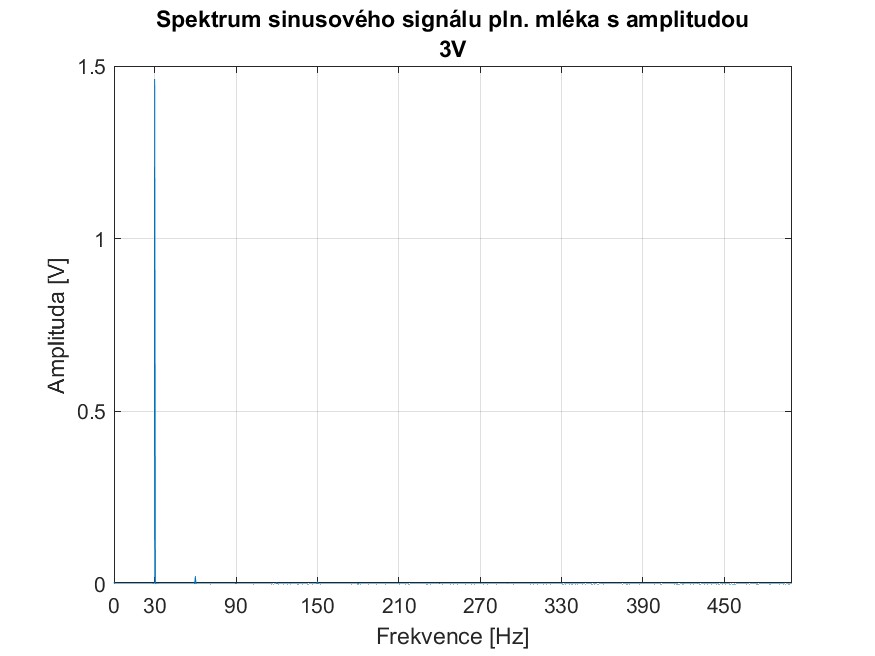 Spektrum sinusového signálu pln. mléka s amplitudou
3V
1.5
1
0.5
0
Amplituda [V]
0 30 90 150 210 270 330 390 450
Frekvence [Hz]